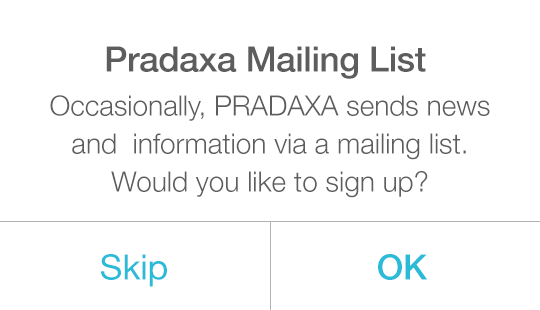 Pradaxa Mailing List
Occasionally, PRADAXA sends news
and  information via a mailing list.
Would you like to sign up?
Skip
OK